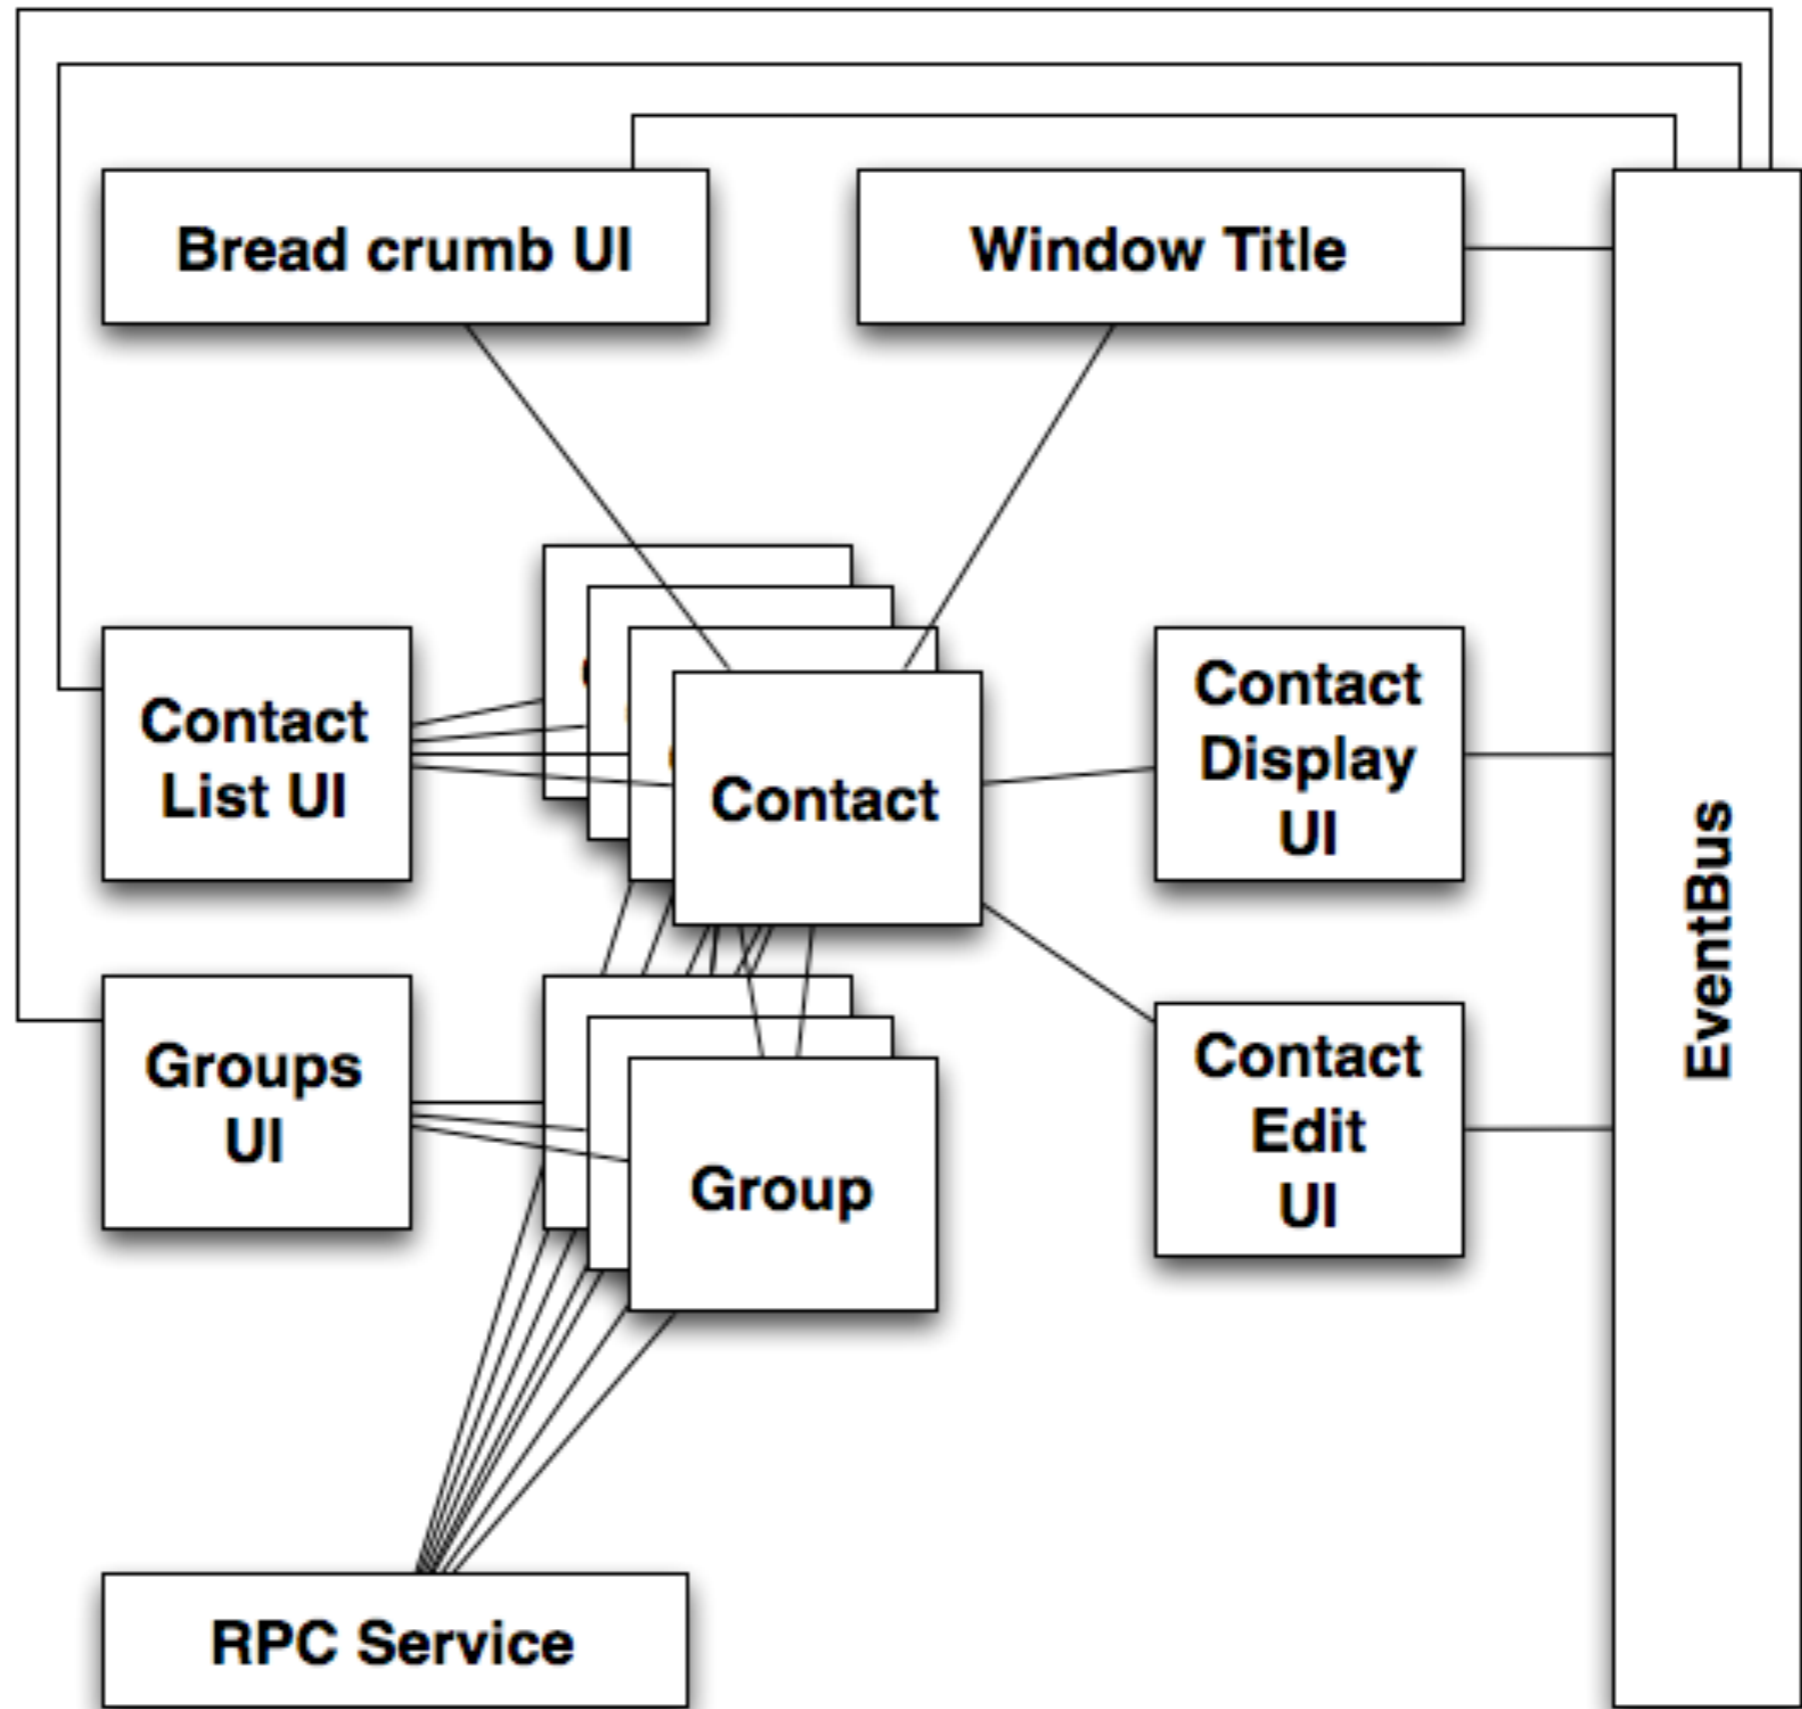 Bread crumb UI
Window Title
Contact
List UI
Contact
Contact
Display
UI
EventBus
Groups
UI
Group
Contact
Edit
UI
RPC Service